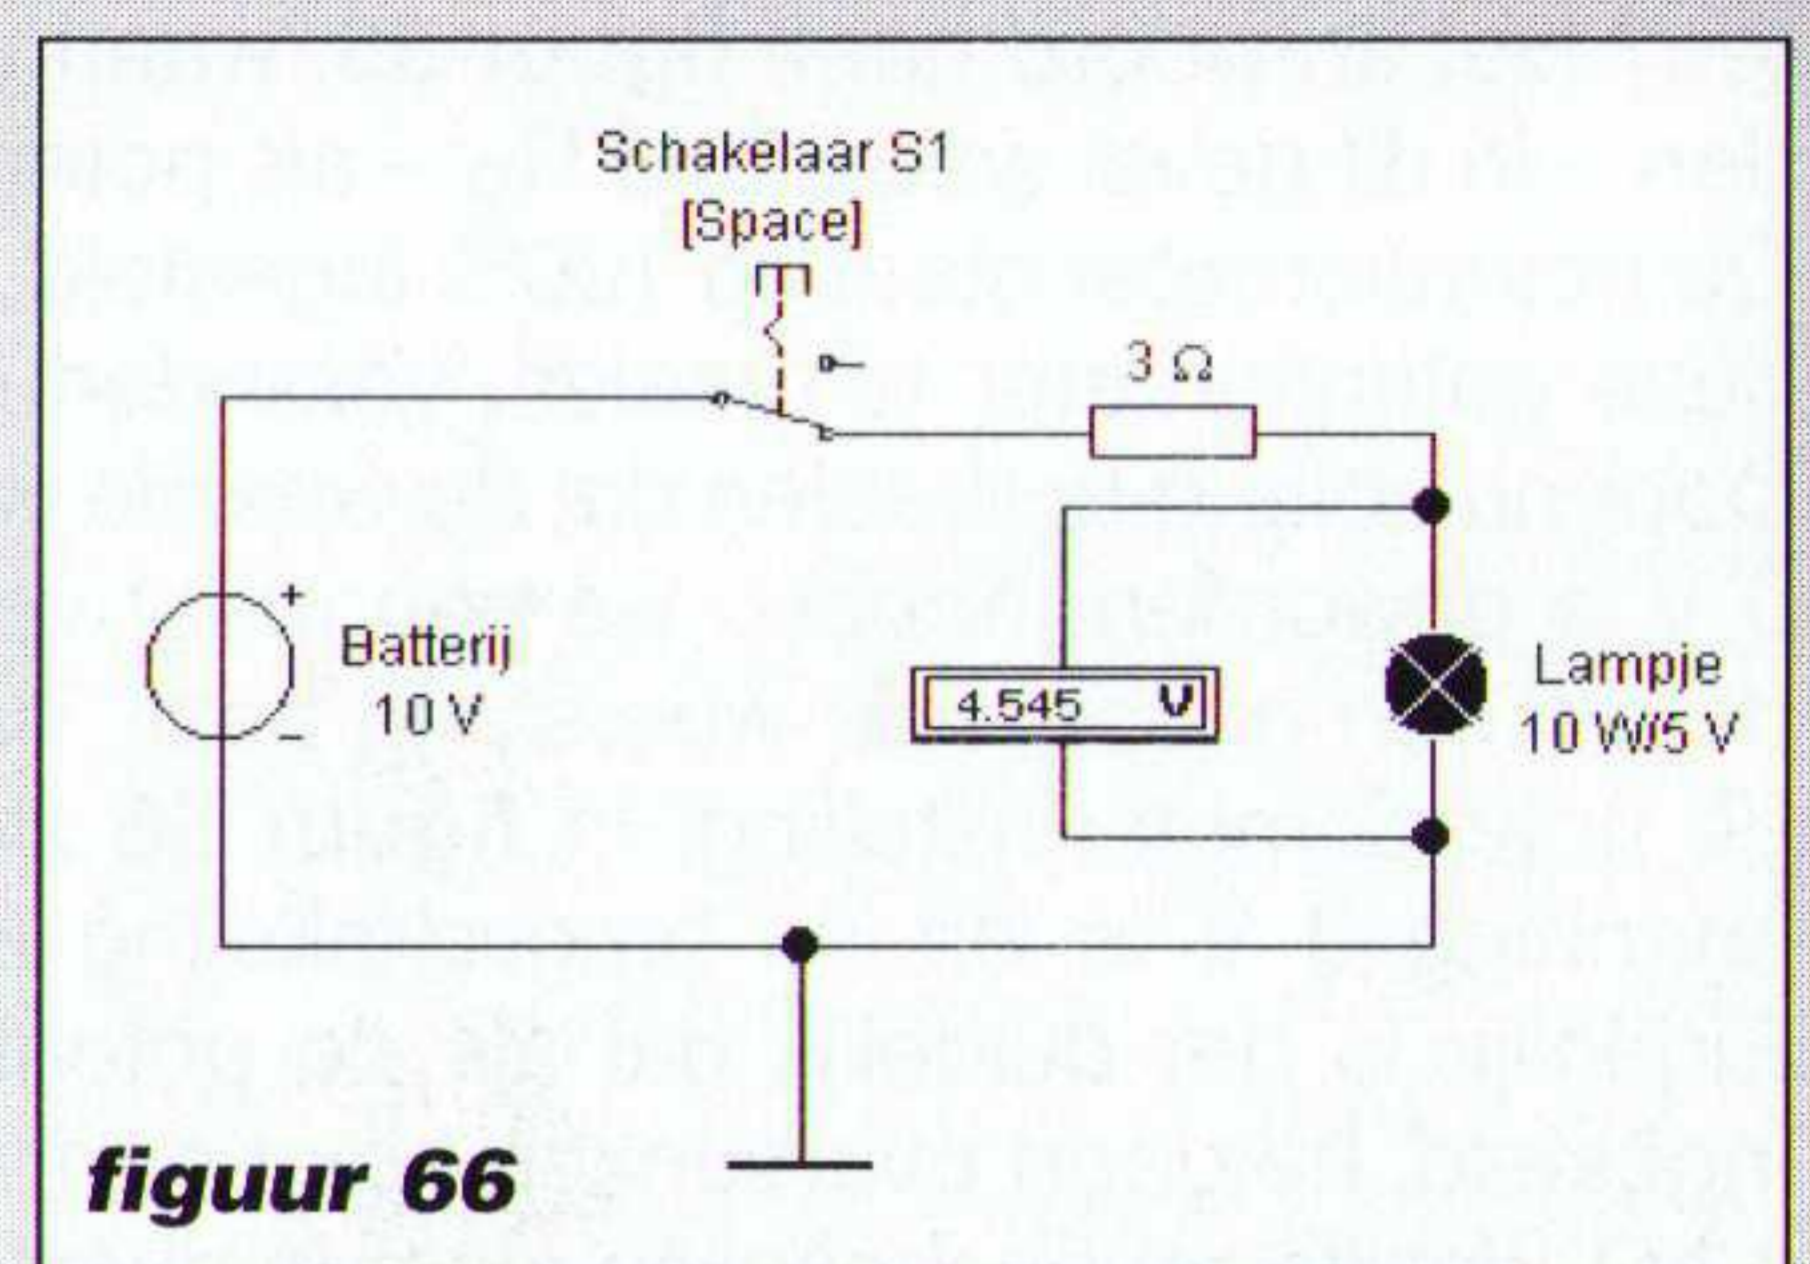 Schakelaar S1
[Space]
3 Ω
+
Batterij
10 V
−
4.545 V
Lampje
10 W/5 V
figuur 66